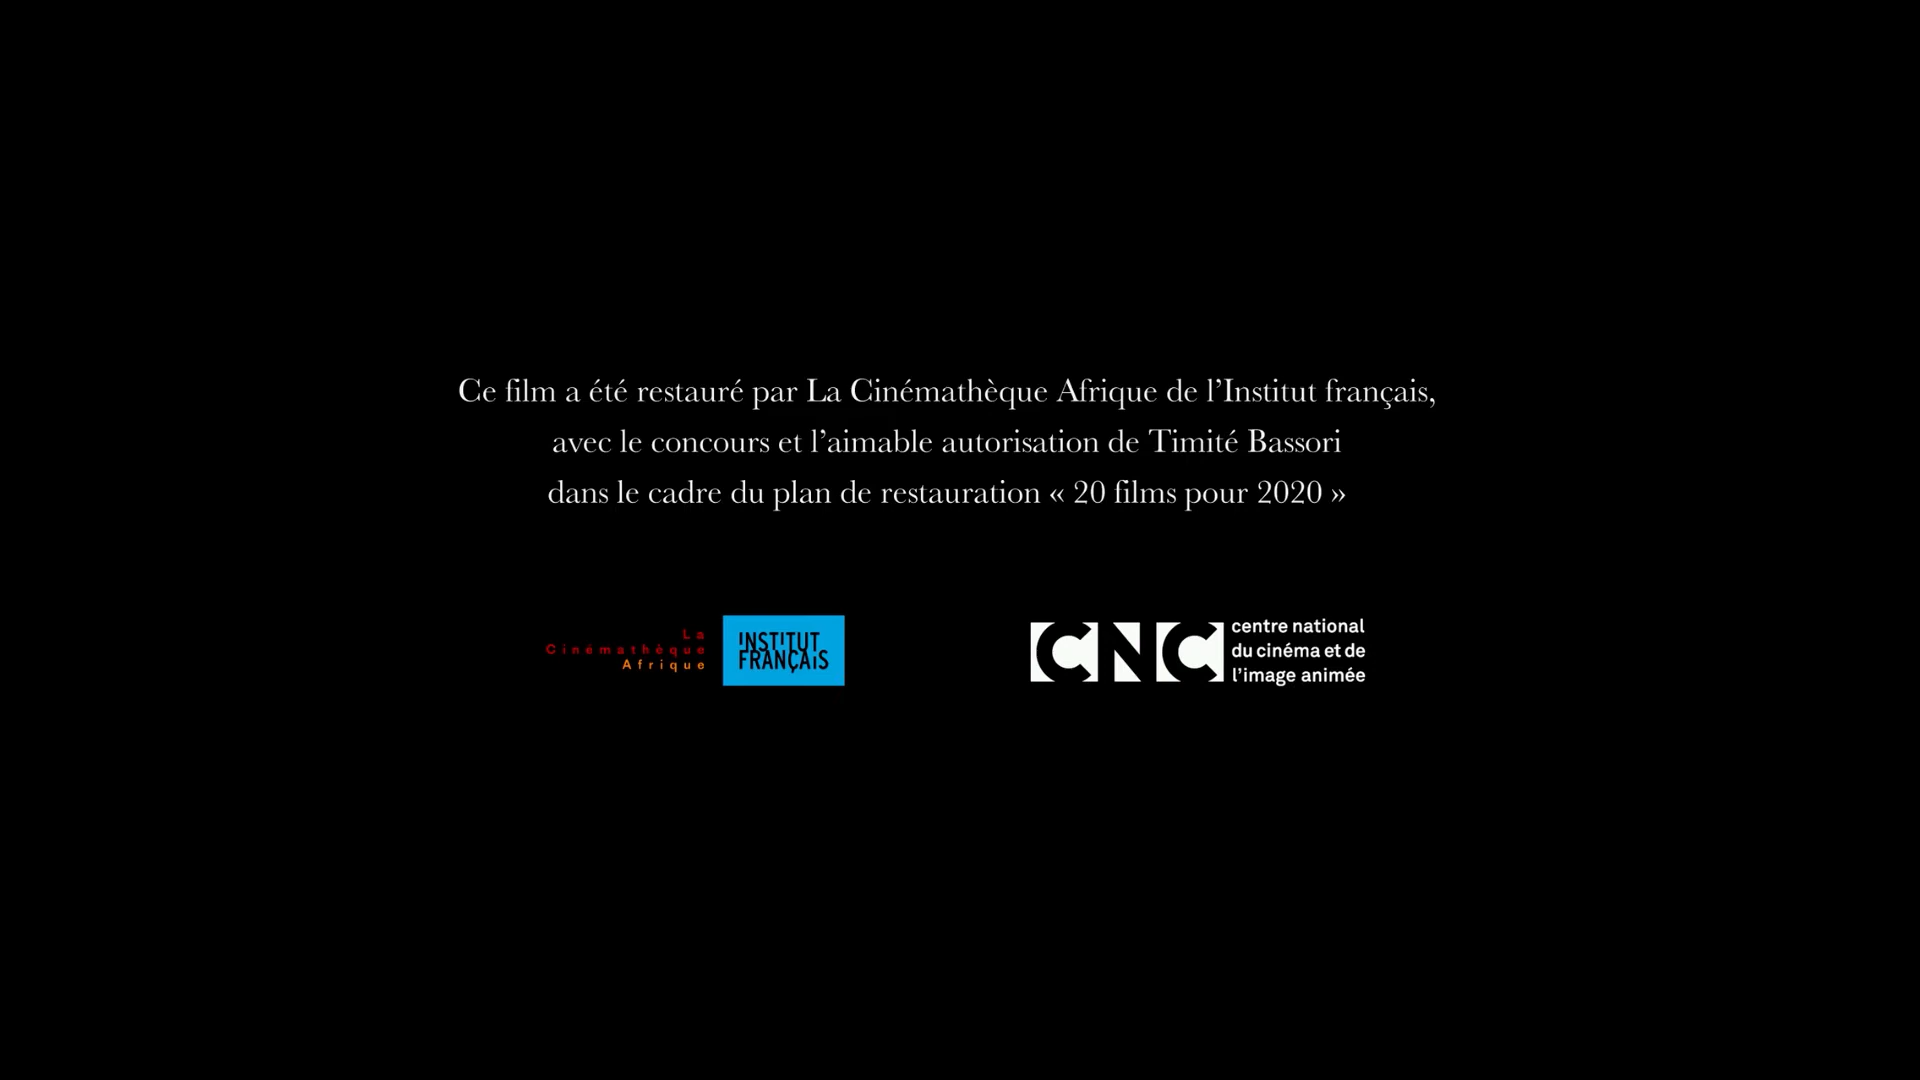 Ce film a été restauré par La Cinémathèque Afrique de l’Institut français,
avec le concours et l’aimable autorisation de Timité Bassori
dans le cadre du plan de restauration « 20 films pour 2020 »
La
Cinémathèque
Afrique
INSTITUT
FRANÇAIS
CNC
centre national
du cinéma et de
l’image animée